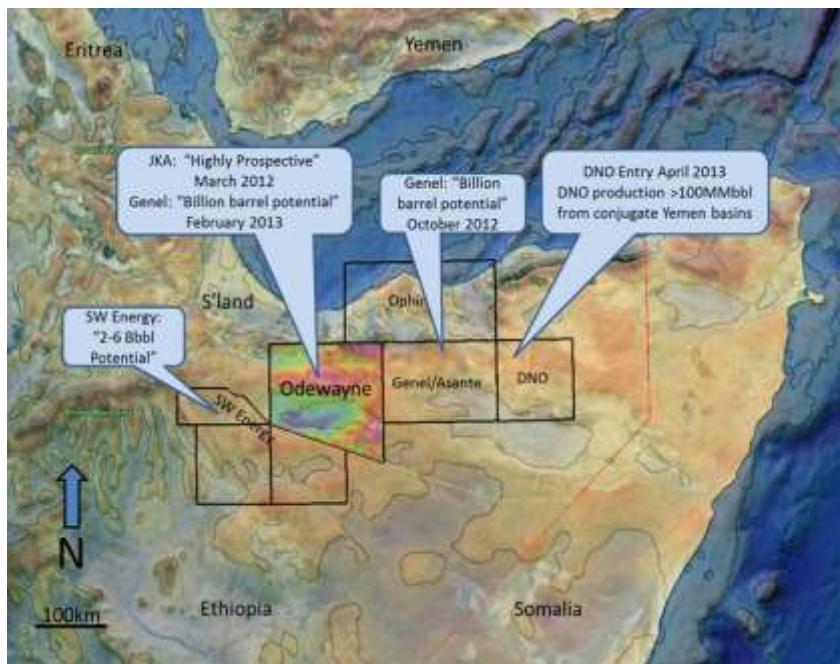 Eritrea
Yemen
JKA: "Highly Prospective"
March 2012
Genel: "Billion barrel potential"
February 2013
Genel: "Billion
barrel potential"
October 2012
DNO Entry April 2013
DNO production >100MMbbl
from conjugate Yemen basins
S'land
SW Energy:
"2-6 Bbbl
Potential"
Ophir
Odewayne
Genel/Asante
DNO
SW Energy
N
100km
Ethiopia
Somalia